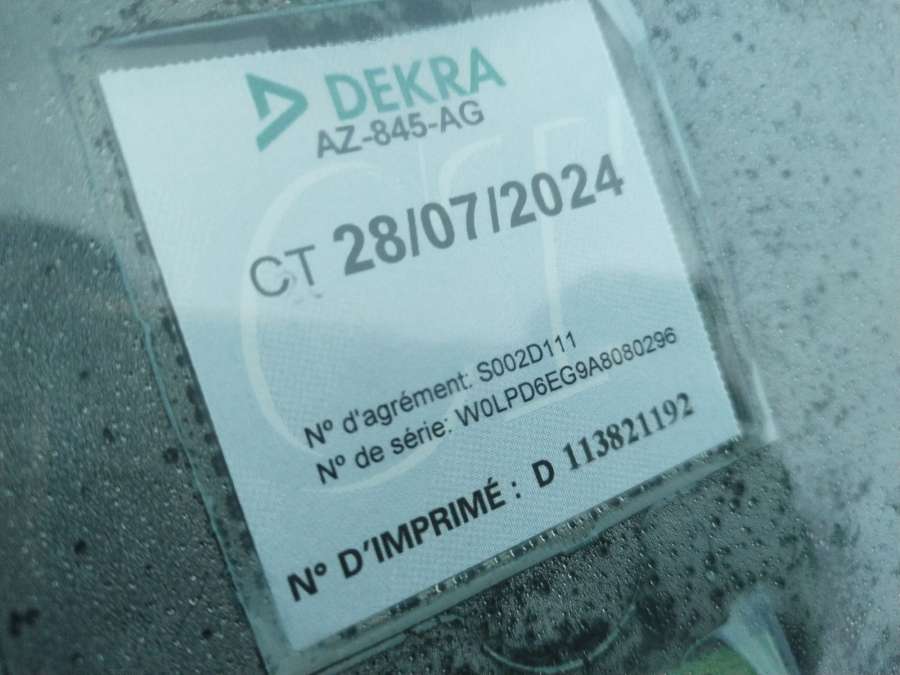 DEKRA
AZ-845-AG
CT 28/07/2024
N° d'agrément: S002D111
N° de série: W0LPD6EG9A8080296
N° D'IMPRIMÉ : D 113821192